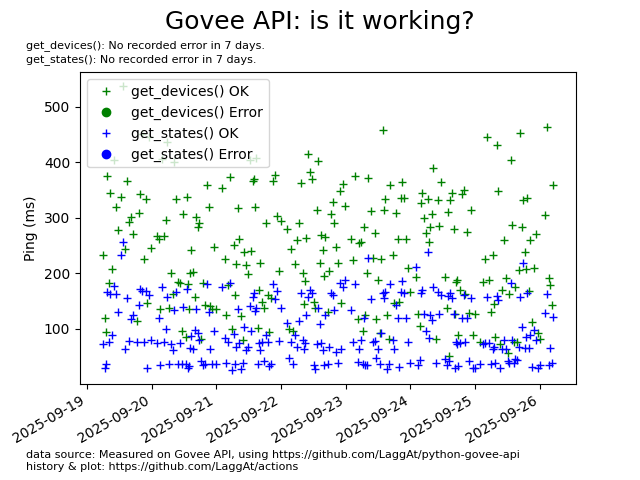 Govee API: is it working?
get_devices(): No recorded error in 7 days.
get_states(): No recorded error in 7 days.
get_devices() OK
get_devices() Error
get_states() OK
get_states() Error
Ping (ms)
500
400
300
200
100
2025-09-19
2025-09-20
2025-09-21
2025-09-22
2025-09-23
2025-09-24
2025-09-25
2025-09-26
data source: Measured on Govee API, using https://github.com/LaggAt/python-govee-api
history & plot: https://github.com/LaggAt/actions